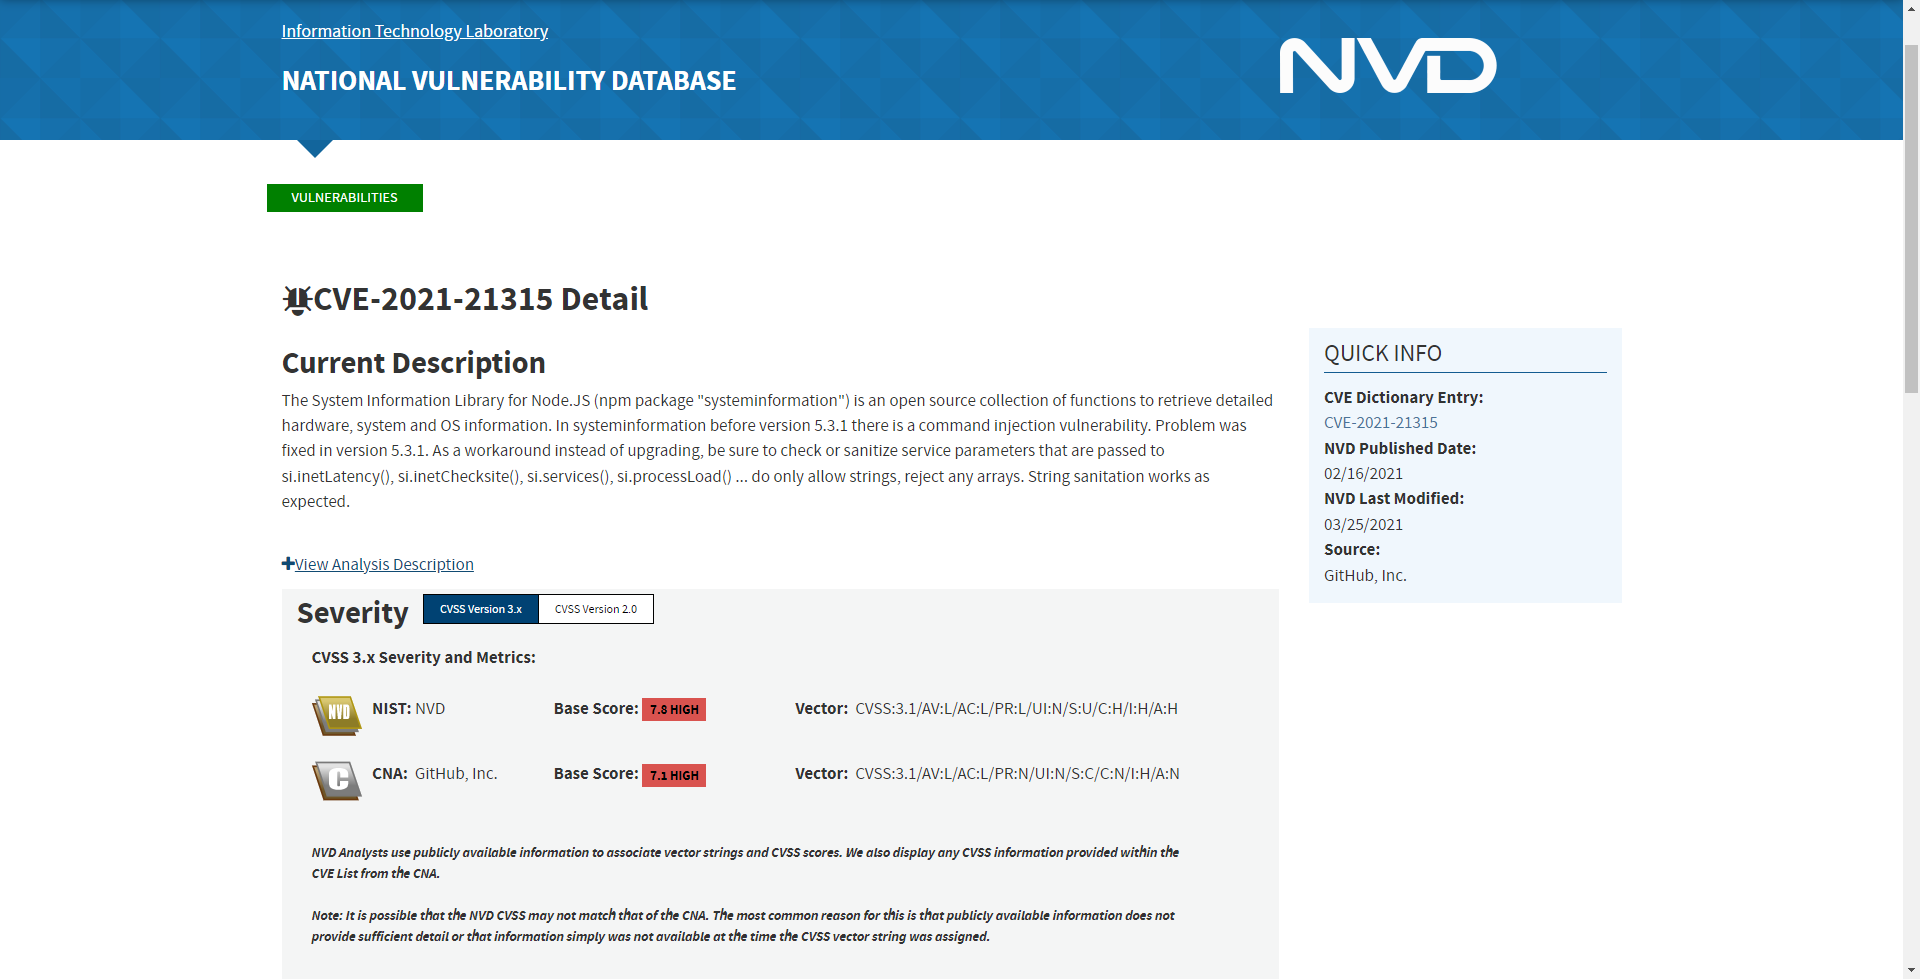 Information Technology Laboratory
NATIONAL VULNERABILITY DATABASE
NVD
VULNERABILITIES
CVE-2021-21315 Detail
Current Description
The System Information Library for Node.JS (npm package "systeminformation") is an open source collection of functions to retrieve detailed
hardware, system and OS information. In systeminformation before version 5.3.1 there is a command injection vulnerability. Problem was
fixed in version 5.3.1. As a workaround instead of upgrading, be sure to check or sanitize service parameters that are passed to
si.inetLatency(), si.inetChecksite(), si.services(), si.processLoad() ... do only allow strings, reject any arrays. String sanitation works as
expected.
View Analysis Description
QUICK INFO
CVE Dictionary Entry:
CVE-2021-21315
NVD Published Date:
02/16/2021
NVD Last Modified:
03/25/2021
Source:
GitHub, Inc.
Severity CVSS Version 3.x CVSS Version 2.0
CVSS 3.x Severity and Metrics:
NVD NIST: NVD Base Score: 7.8 HIGH Vector: CVSS:3.1/AV:L/AC:L/PR:L/UI:N/S:U/C:H/I:H/A:H
C CNA: GitHub, Inc. Base Score: 7.1 HIGH Vector: CVSS:3.1/AV:L/AC:L/PR:N/UI:N/S:C/C:N/I:H/A:N
NVD Analysts use publicly available information to associate vector strings and CVSS scores. We also display any CVSS information provided within the
CVE List from the CNA.
Note: It is possible that the NVD CVSS may not match that of the CNA. The most common reason for this is that publicly available information does not
provide sufficient detail or that information simply was not available at the time the CVSS vector string was assigned.